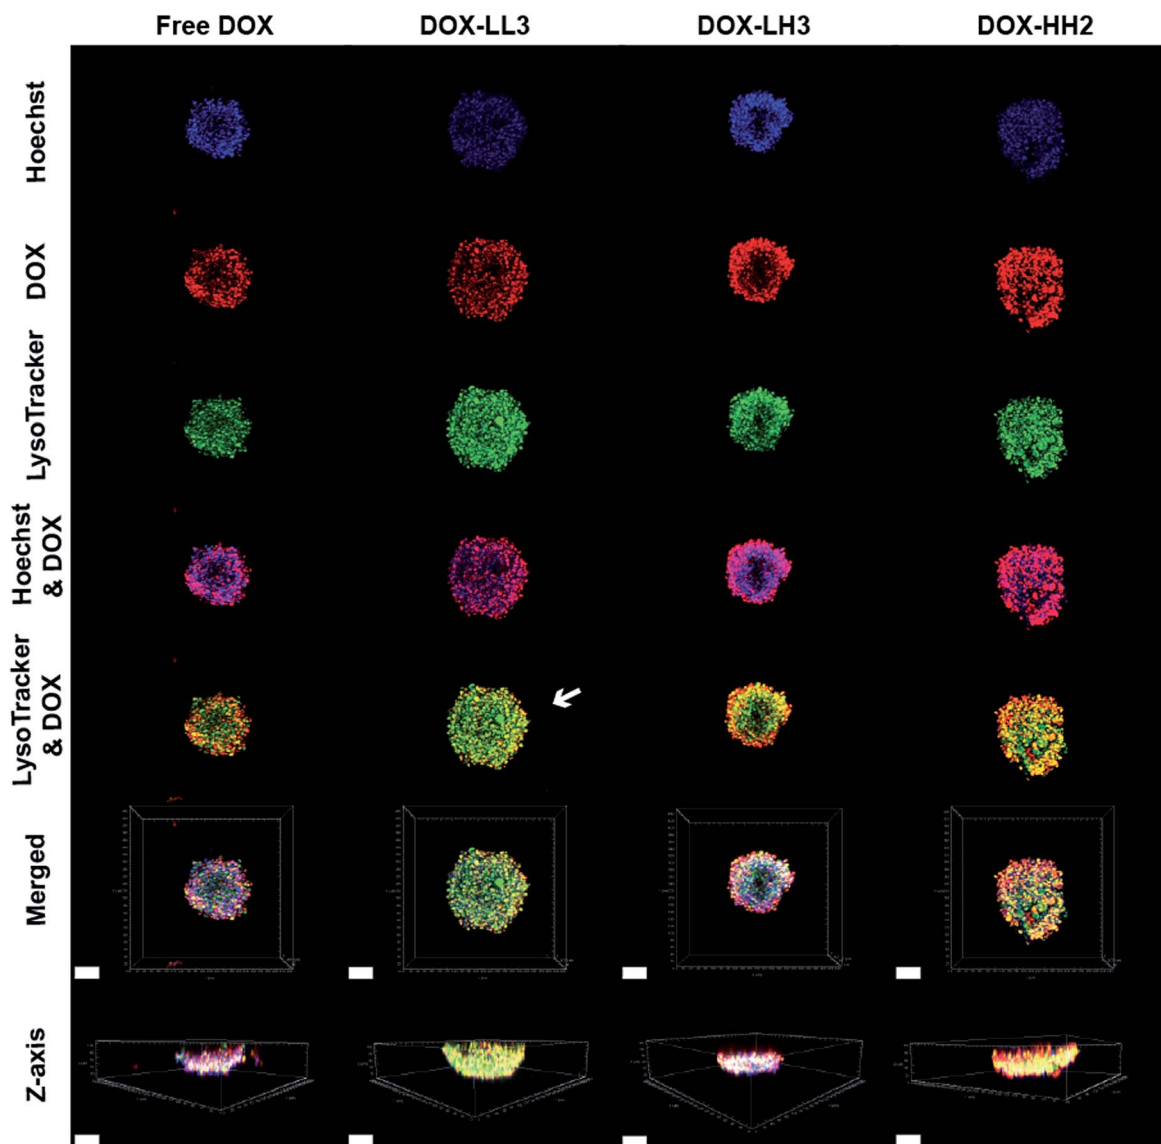 Free DOX DOX-LL3 DOX-LH3 DOX-HH2
Hoechst
DOX
LysoTracker
Hoechst
& DOX
LysoTracker
& DOX
Merged
Z-axis